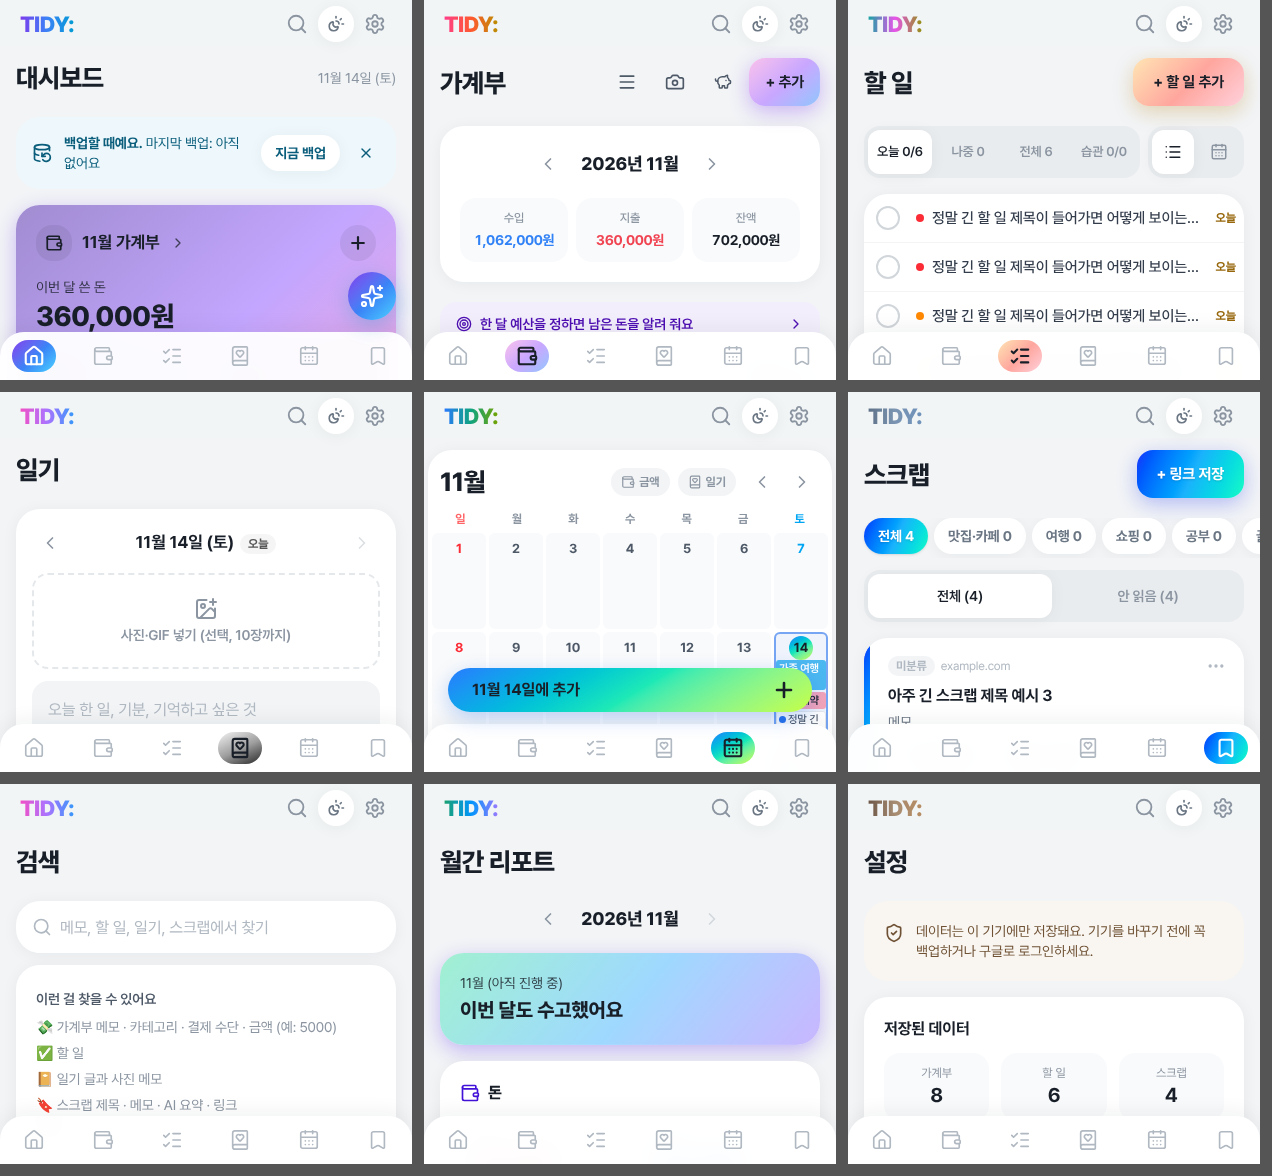 TIDY:
대시보드
11월 14일 (토)
백업할 때예요. 마지막 백업: 아직
없어요
지금 백업
11월 가계부
이번 달 쓴 돈
360,000원
TIDY:
가계부
+ 추가
2026년 11월
수입
지출
잔액
1,062,000원
360,000원
702,000원
한 달 예산을 정하면 남은 돈을 알려 줘요
TIDY:
할 일
+ 할 일 추가
오늘 0/6
나중 0
전체 6
습관 0/0
정말 긴 할 일 제목이 들어가면 어떻게 보이는... 오늘
정말 긴 할 일 제목이 들어가면 어떻게 보이는... 오늘
정말 긴 할 일 제목이 들어가면 어떻게 보이는... 오늘
TIDY:
일기
11월 14일 (토) 오늘
사진·GIF 넣기 (선택, 10장까지)
오늘 한 일, 기분, 기억하고 싶은 것
TIDY:
11월
금액
일기
일 월 화 수 목 금 토
1 2 3 4 5 6 7
8 9 10 11 12 13 14
여행
11월 14일에 추가
정말 긴
TIDY:
스크랩
+ 링크 저장
전체 4
맛집·카페 0
여행 0
쇼핑 0
공부 0
전체 (4)
안 읽음 (4)
미분류 example.com
아주 긴 스크랩 제목 예시 3
메모
TIDY:
검색
메모, 할 일, 일기, 스크랩에서 찾기
이런 걸 찾을 수 있어요
가계부 메모 · 카테고리 · 결제 수단 · 금액 (예: 5000)
할 일
일기 글과 사진 메모
스크랩 제목 · 메모 · AI 요약 · 링크
TIDY:
월간 리포트
2026년 11월
11월 (아직 진행 중)
이번 달도 수고했어요
돈
TIDY:
설정
데이터는 이 기기에만 저장돼요. 기기를 바꾸기 전에 꼭
백업하거나 구글로 로그인하세요.
저장된 데이터
가계부
할 일
스크랩
8
6
4